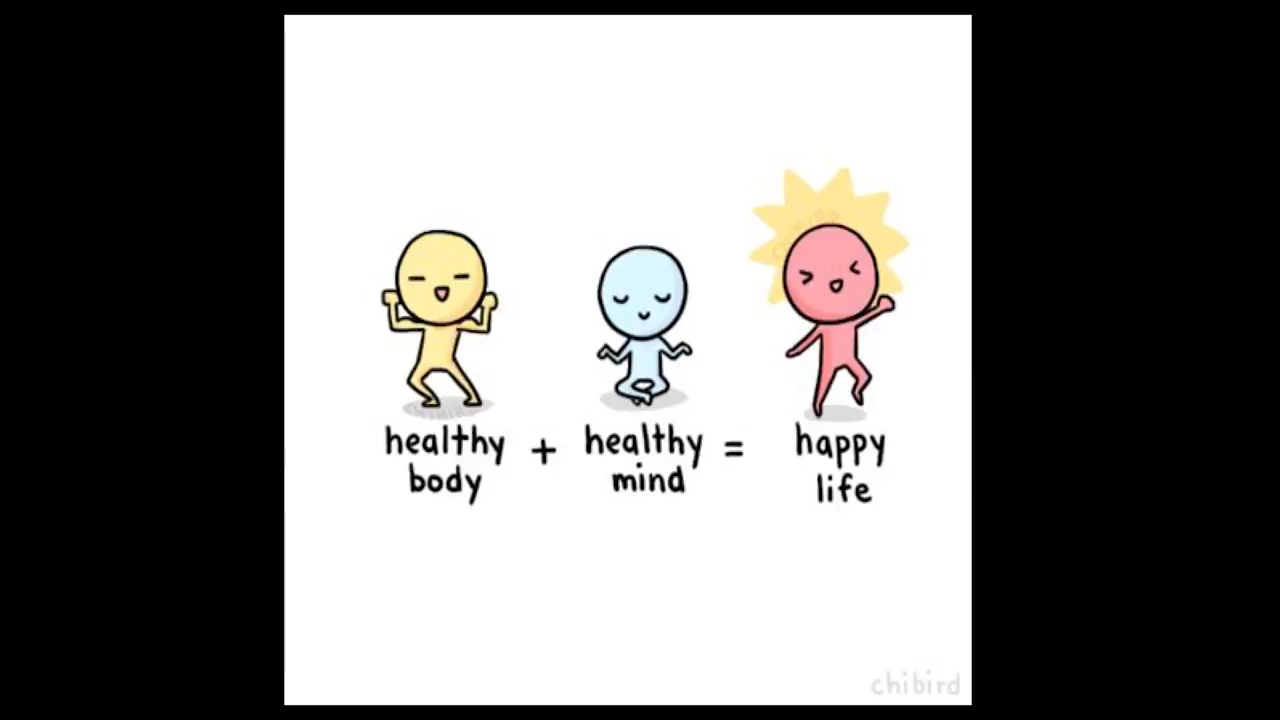 healthy + healthy = happy
body mind life
chibird